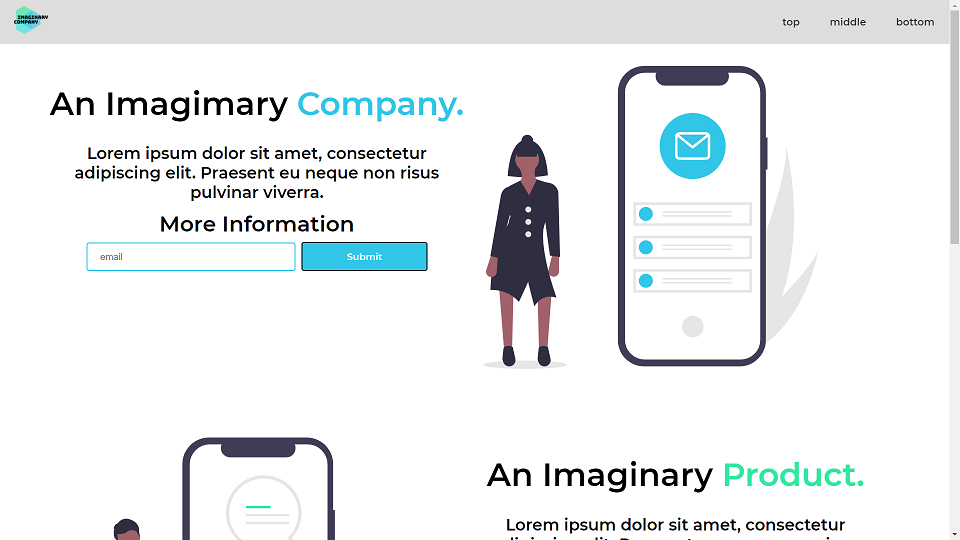 IMAGINARY
COMPANY
top
middle
bottom
An Imagimary Company.
Lorem ipsum dolor sit amet, consectetur
adipiscing elit. Praesent eu neque non risus
pulvinar viverra.
More Information
email
Submit
An Imaginary Product.
Lorem ipsum dolor sit amet, consectetur